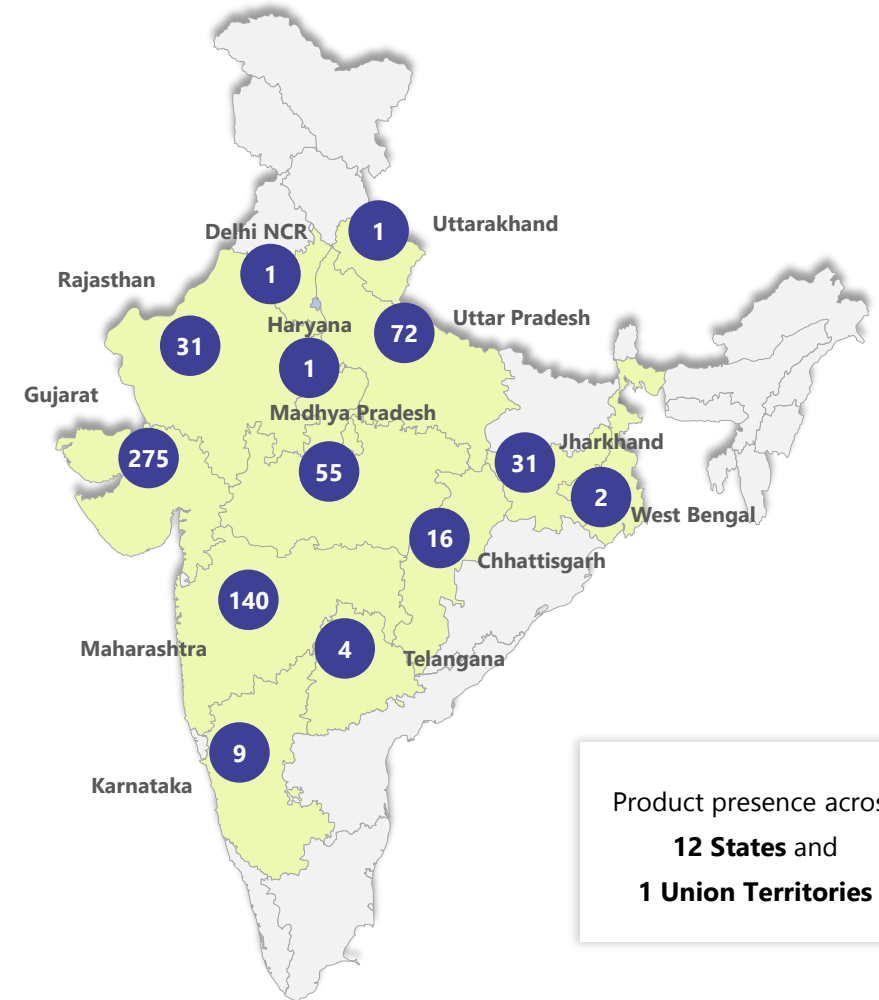 Delhi NCR
1
Uttarakhand
1
Rajasthan
31
Haryana
1
72
Uttar Pradesh
Gujarat
275
Madhya Pradesh
55
Jharkhand
31
2
West Bengal
16
Chhattisgarh
140
Maharashtra
4
Telangana
9
Karnataka
Product presence
12 States and
1 Union Territories